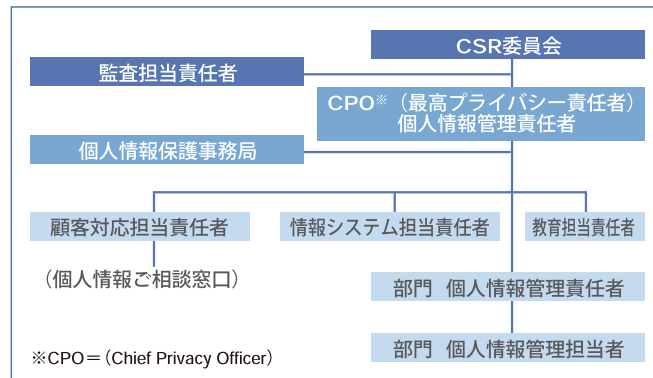 CSR委員会
監査担当責任者
CPO※（最高プライバシー責任者）
個人情報管理責任者
個人情報保護事務局
顧客対応担当責任者
情報システム担当責任者
教育担当責任者
（個人情報ご相談窓口）
部門 個人情報管理責任者
部門 個人情報管理担当者
※CPO＝（Chief Privacy Officer）